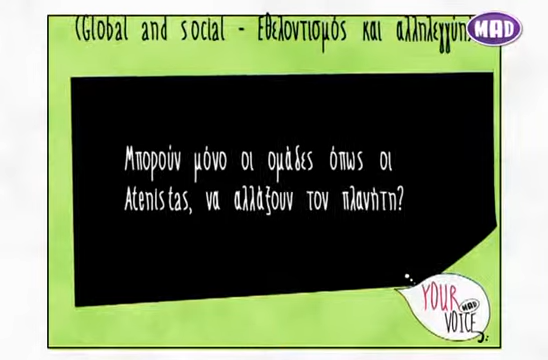 (Global and social - Εθελοντισμός και αλληλεγγύη
MAD
Μπορούν μόνο οι ομάδες όπως οι
Atenistas, να αλλάξουν τον πλανήτη?
YOUR
MAD
VOICE